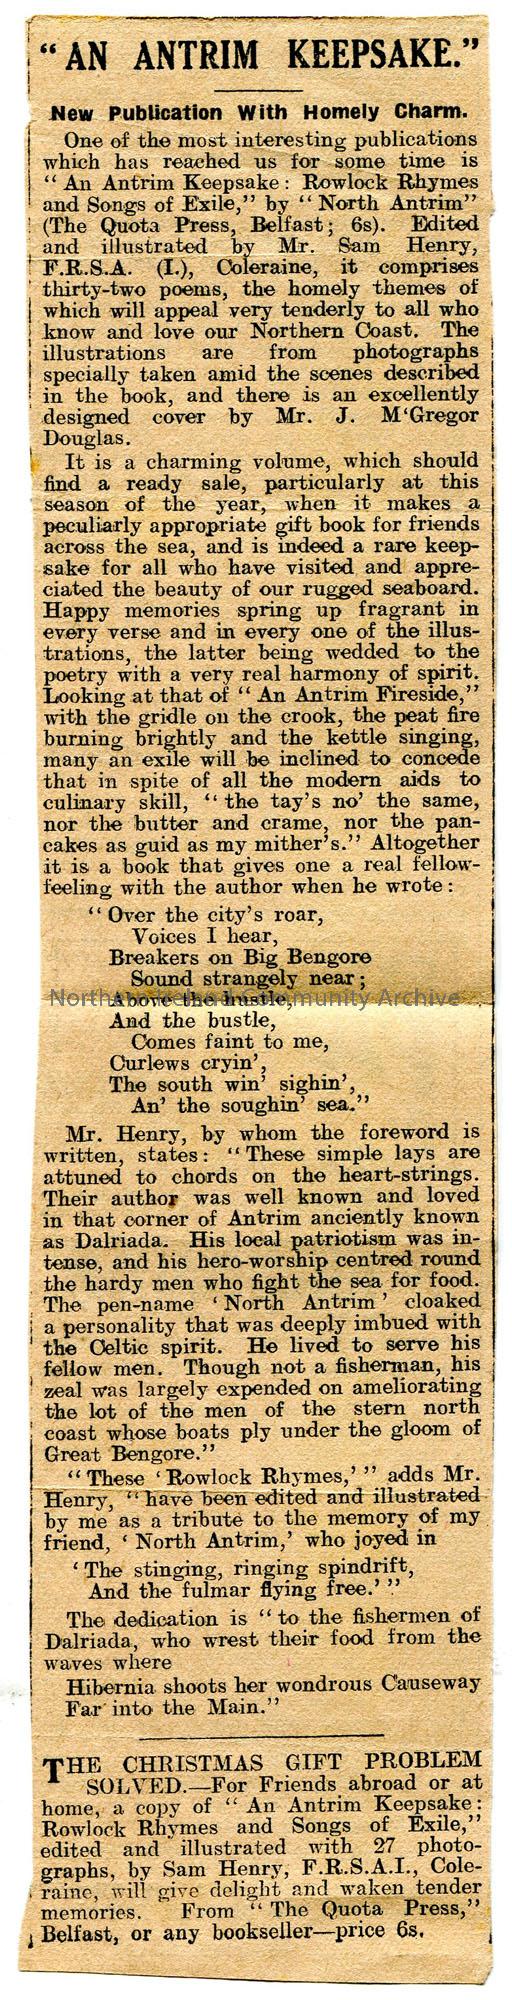 “AN ANTRIM KEEPSAKE.”
New Publication With Homely Charm.
One of the most interesting publications
which has reached us for some time is
“An Antrim Keepsake: Rowlock Rhymes
and Songs of Exile,” by “North Antrim”
(The Quota Press, Belfast; 6s). Edited
and illustrated by Mr. Sam Henry,
F.R.S.A. (I.), Coleraine, it comprises
thirty-two poems, the homely themes of
which will appeal very tenderly to all who
know and love our Northern Coast. The
illustrations are from photographs
specially taken amid the scenes described
in the book, and there is an excellently
designed cover by Mr. J. M‘Gregor
Douglas.
It is a charming volume, which should
find a ready sale, particularly at this
season of the year, when it makes a
peculiarly appropriate gift book for friends
across the sea, and is indeed a rare keep-
sake for all who have visited and appre-
ciated the beauty of our rugged seaboard.
Happy memories spring up fragrant in
every verse and in every one of the illus-
trations, the latter being wedded to the
poetry with a very real harmony of spirit.
Looking at that of “An Antrim Fireside,”
with the gridle on the crook, the peat fire
burning brightly and the kettle singing,
many an exile will be inclined to concede
that in spite of all the modern aids to
culinary skill, “the tay’s no’ the same,
nor the butter and crame, nor the pan-
cakes as guid as my mither’s.” Altogether
it is a book that gives one a real fellow-
feeling with the author when he wrote:
“Over the city’s roar,
Voices I hear,
Breakers on Big Bengore
Sound strangely near;
Above the hustle,
Northern Ireland Community Archive
And the bustle,
Comes faint to me,
Curlews cryin’,
The south win’ sighin’,
An’ the soughin’ sea.”
Mr. Henry, by whom the foreword is
written, states: “These simple lays are
attuned to chords on the heart-strings.
Their author was well known and loved
in that corner of Antrim anciently known
as Dalriada. His local patriotism was in-
tense, and his hero-worship centred round
the hardy men who fight the sea for food.
The pen-name ‘North Antrim’ cloaked
a personality that was deeply imbued with
the Celtic spirit. He lived to serve his
fellow men. Though not a fisherman, his
zeal was largely expended on ameliorating
the lot of the men of the stern north
coast whose boats ply under the gloom of
Great Bengore.”
“These ‘Rowlock Rhymes,’” adds Mr.
Henry, “have been edited and illustrated
by me as a tribute to the memory of my
friend, ‘North Antrim,’ who joyed in
‘The stinging, ringing spindrift,
And the fulmar flying free.’”
The dedication is “to the fishermen of
Dalriada, who wrest their food from the
waves where
Hibernia shoots her wondrous Causeway
Far into the Main.”
THE CHRISTMAS GIFT PROBLEM
SOLVED.—For Friends abroad or at
home, a copy of “An Antrim Keepsake:
Rowlock Rhymes and Songs of Exile,”
edited and illustrated with 27 photo-
graphs, by Sam Henry, F.R.S.A.I., Cole-
raine, will give delight and waken tender
memories. From “The Quota Press,”
Belfast, or any bookseller—price 6s.